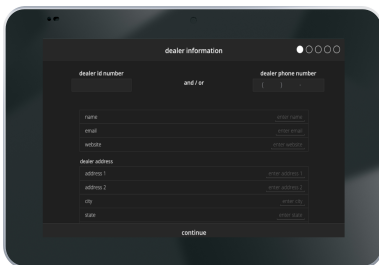 dealer information
dealer id number
and / or
dealer phone number
( ) -
name enter name
email enter email
website enter website
dealer address
address 1 enter address 1
address 2 enter address 2
city enter city
state enter state
continue